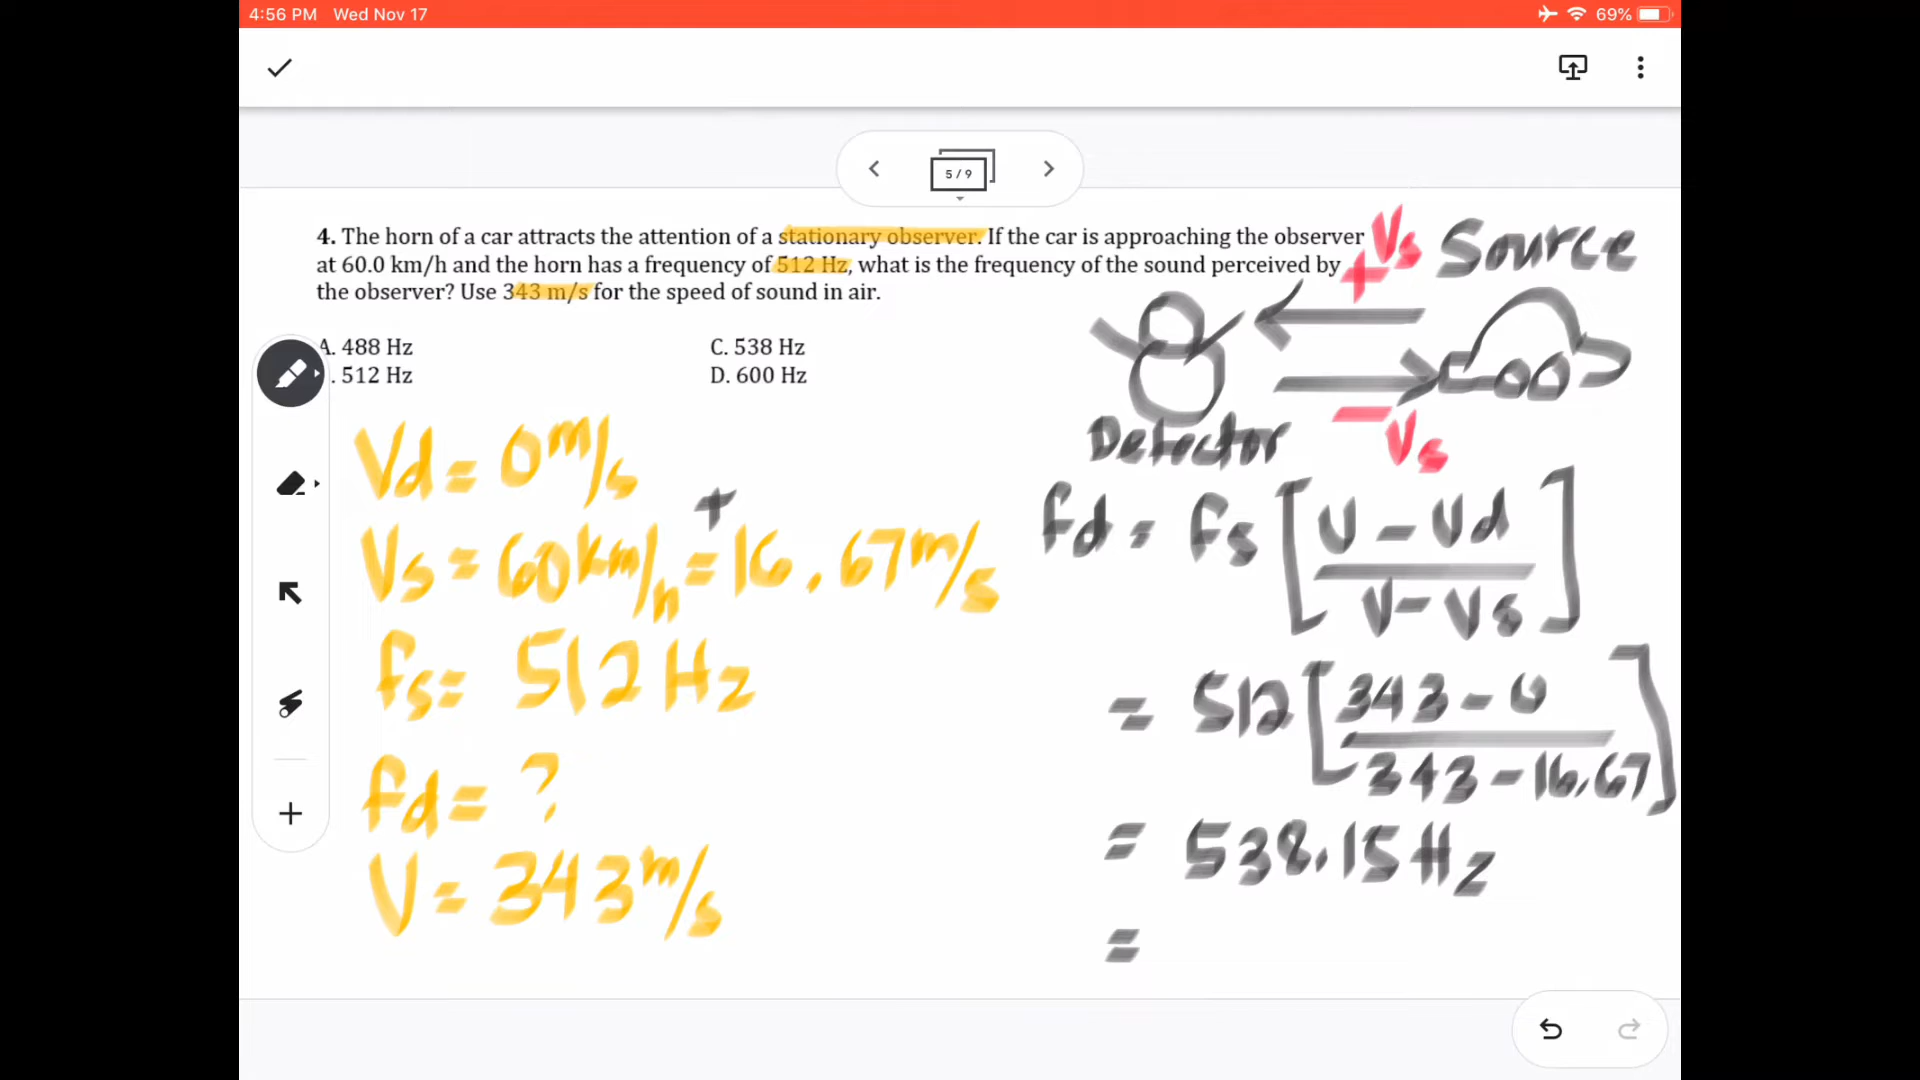 4:56 PM Wed Nov 17
69%
5 / 9
4. The horn of a car attracts the attention of a stationary observer. If the car is approaching the observer
at 60.0 km/h and the horn has a frequency of 512 Hz, what is the frequency of the sound perceived by
the observer? Use 343 m/s for the speed of sound in air.
A. 488 Hz
C. 538 Hz
. 512 Hz
D. 600 Hz
+Vs Source
Detector
-Vs
Vd = 0 m/s
Vs = 60 km/h = +16.67 m/s
fs = 512 Hz
fd = ?
V = 343 m/s
fd = fs [ V - Vd / V - Vs ]
= 512 [ 343 - 0 / 343 - 16.67 ]
= 538.15 Hz
=